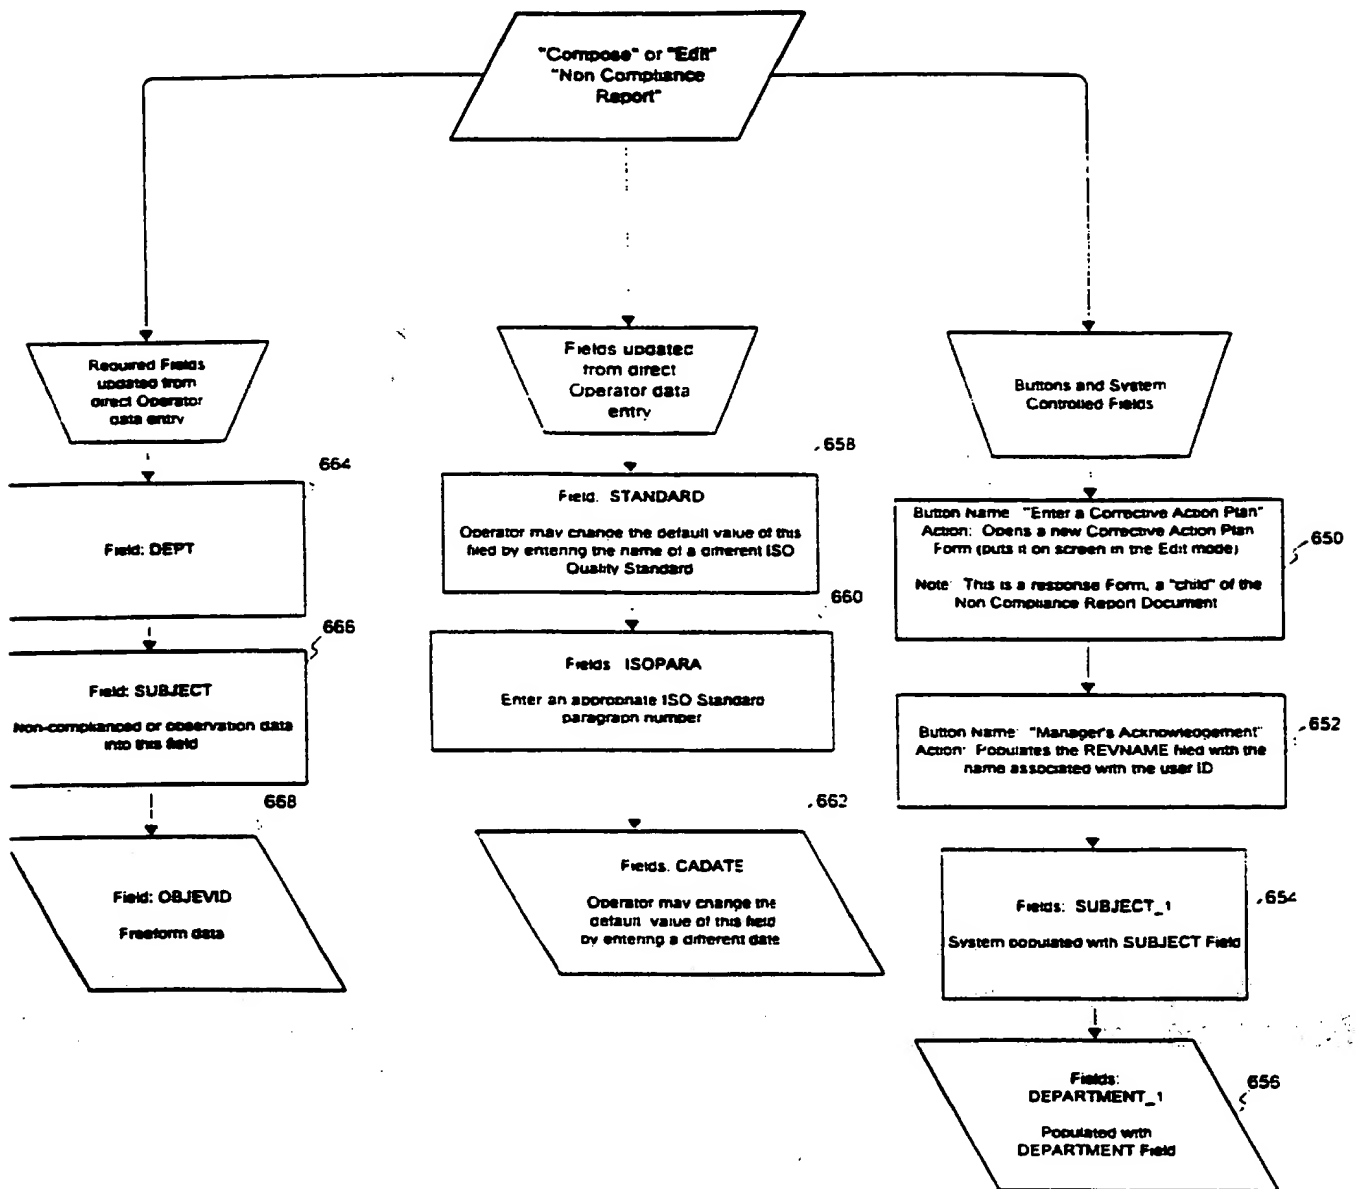 "Compose" or "Edit"
"Non Compliance
Report"
Required Fields
updated from
direct Operator
data entry
664
Field: DEPT
666
Field: SUBJECT
Non-complianced or observation data
into this field
668
Field: OBJEVID
Freeform data
Fields updated
from direct
Operator data
entry
658
Field. STANDARD
Operator may change the default value of this
filed by entering the name of a different ISO
Quality Standard
660
Fields ISOPARA
Enter an appropriate ISO Standard
paragraph number
662
Fields. CADATE
Operator may change the
default value of this field
by entering a different date
Buttons and System
Controlled Fields
Button Name: "Enter a Corrective Action Plan"
Action: Opens a new Corrective Action Plan
Form (puts it on screen in the Edit mode)
Note: This is a response Form, a "child" of the
Non Compliance Report Document
650
Button Name: "Manager's Acknowledgement"
Action: Populates the REVNAME filed with the
name associated with the user ID
652
Fields: SUBJECT_1
System populated with SUBJECT Field
654
Fields:
DEPARTMENT_1
Populated with
DEPARTMENT Field
656